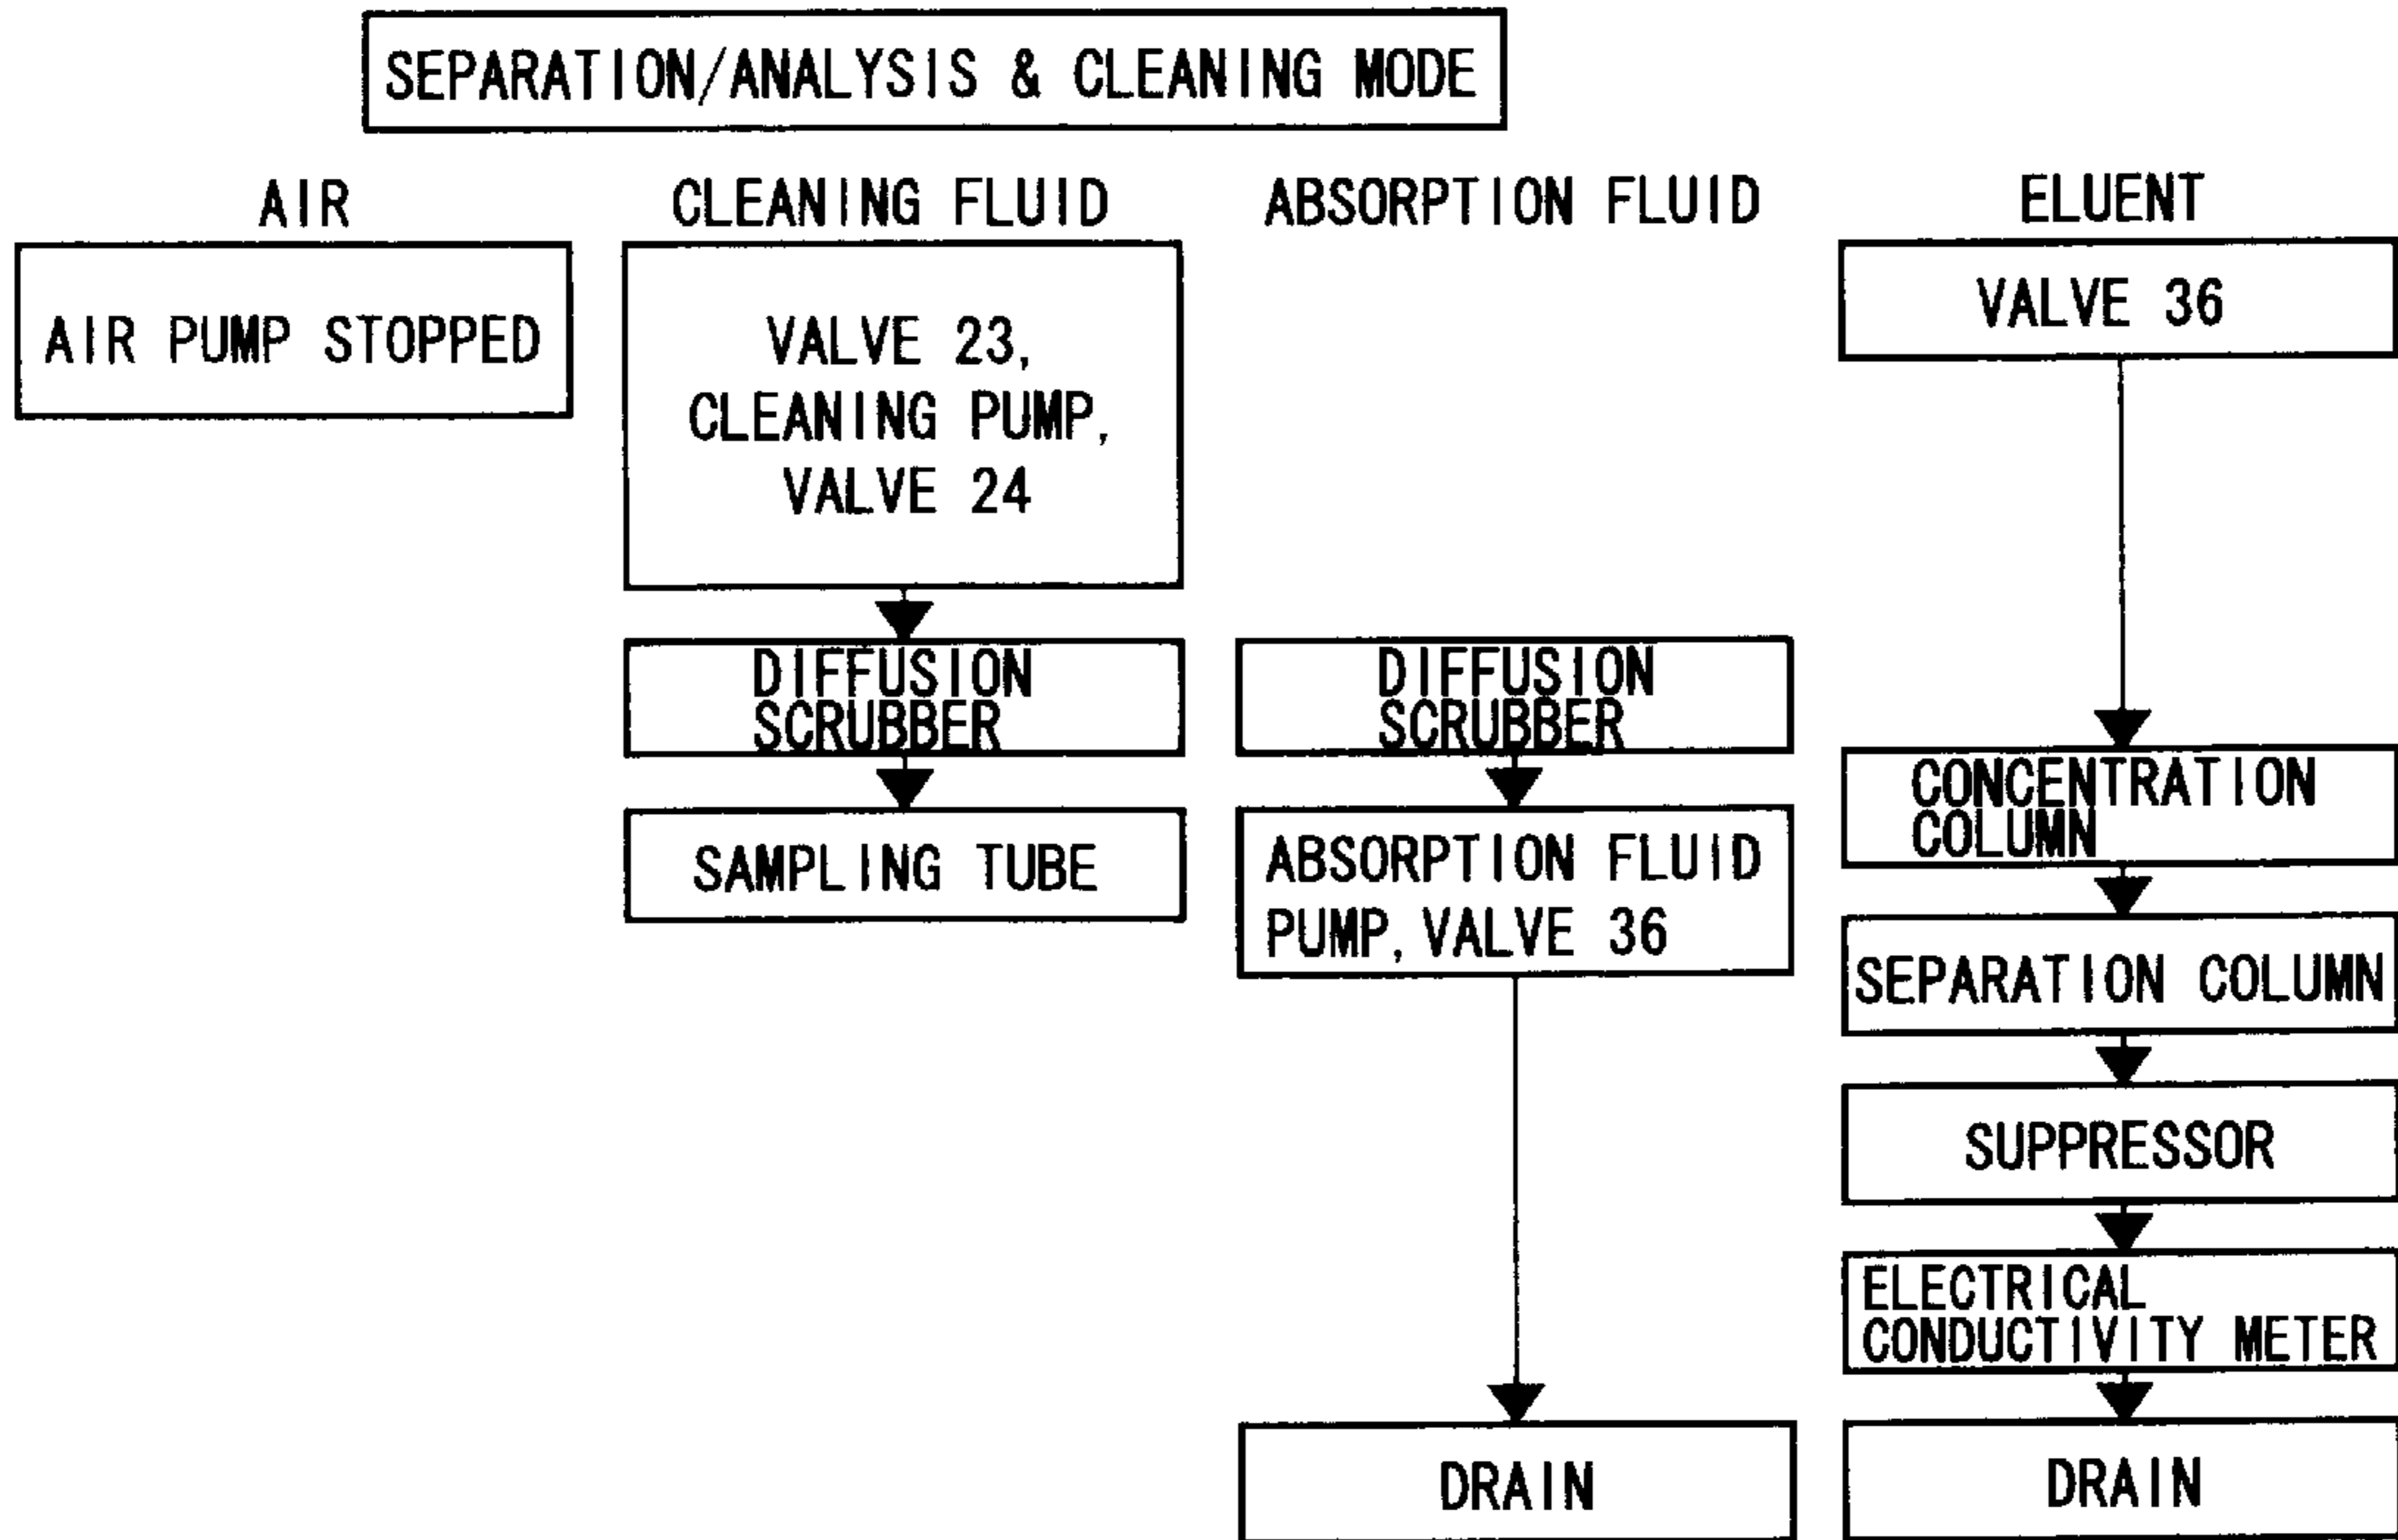 SEPARATION/ANALYSIS & CLEANING MODE
AIR
AIR PUMP STOPPED
CLEANING FLUID
VALVE 23,
CLEANING PUMP,
VALVE 24
DIFFUSION
SCRUBBER
SAMPLING TUBE
ABSORPTION FLUID
DIFFUSION
SCRUBBER
ABSORPTION FLUID
PUMP, VALVE 36
DRAIN
ELUENT
VALVE 36
CONCENTRATION
COLUMN
SEPARATION COLUMN
SUPPRESSOR
ELECTRICAL
CONDUCTIVITY METER
DRAIN